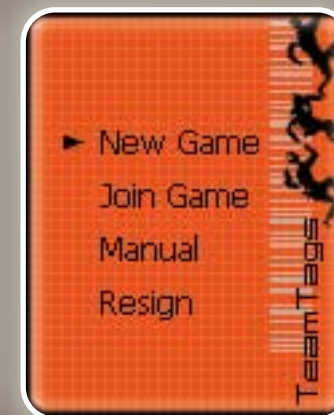 ► New Game
Join Game
Manual
Resign
TeamTags